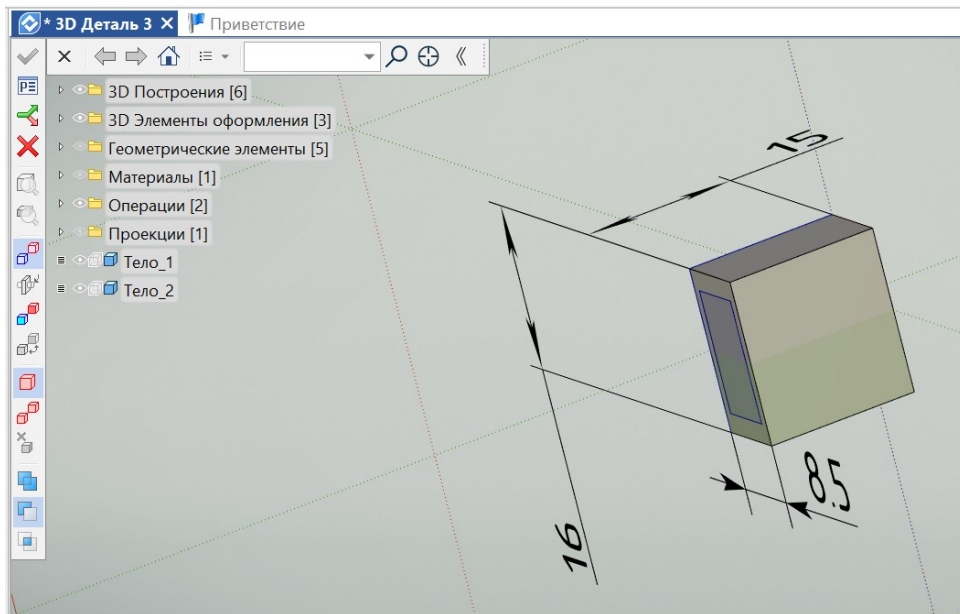 * 3D Деталь 3 X Приветствие
3D Построения [6]
3D Элементы оформления [3]
Геометрические элементы [5]
Материалы [1]
Операции [2]
Проекции [1]
Тело_1
Тело_2
15
16
8.5